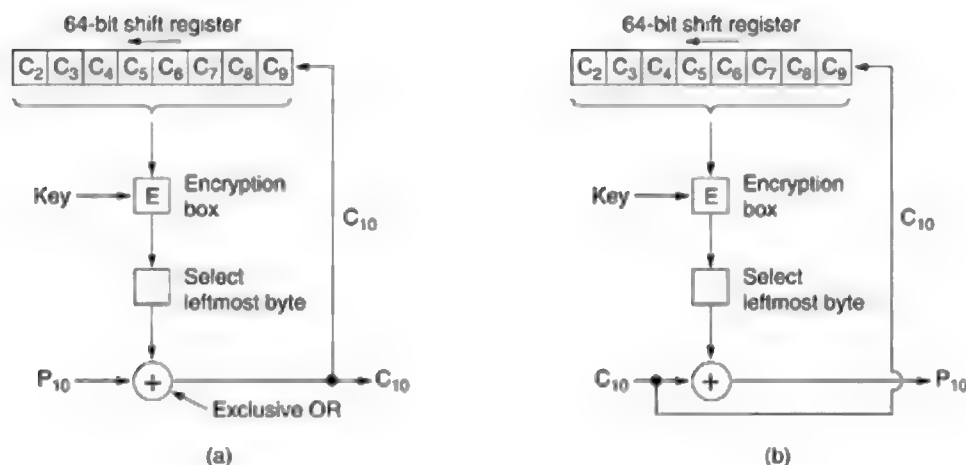 64-bit shift register
C2 C3 C4 C5 C6 C7 C8 C9
Key
E
Encryption
box
C10
Select
leftmost byte
P10
+
C10
Exclusive OR
(a)
64-bit shift register
C2 C3 C4 C5 C6 C7 C8 C9
Key
E
Encryption
box
C10
Select
leftmost byte
C10
+
P10
(b)